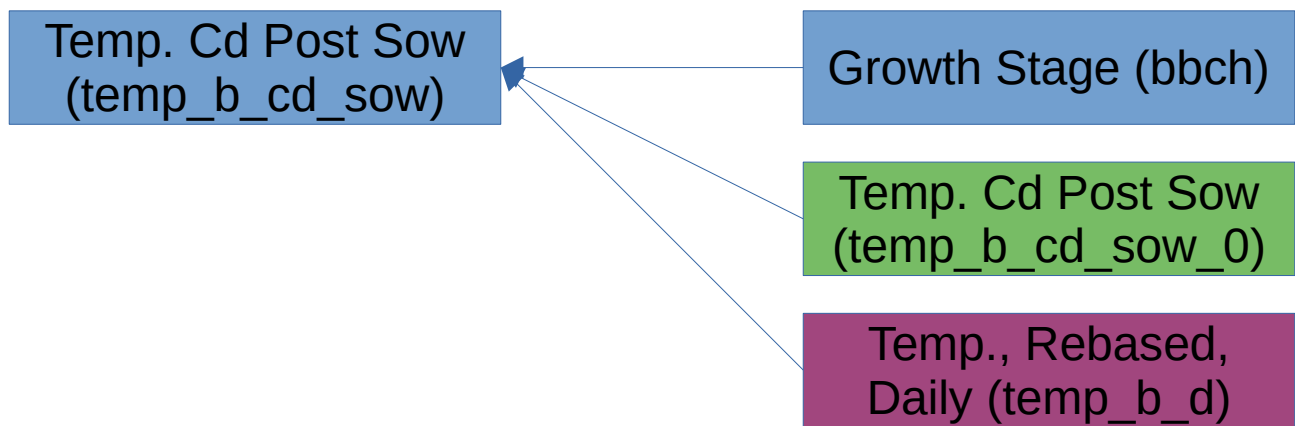 Temp. Cd Post Sow
(temp_b_cd_sow)
Growth Stage (bbch)
Temp. Cd Post Sow
(temp_b_cd_sow_0)
Temp., Rebased,
Daily (temp_b_d)